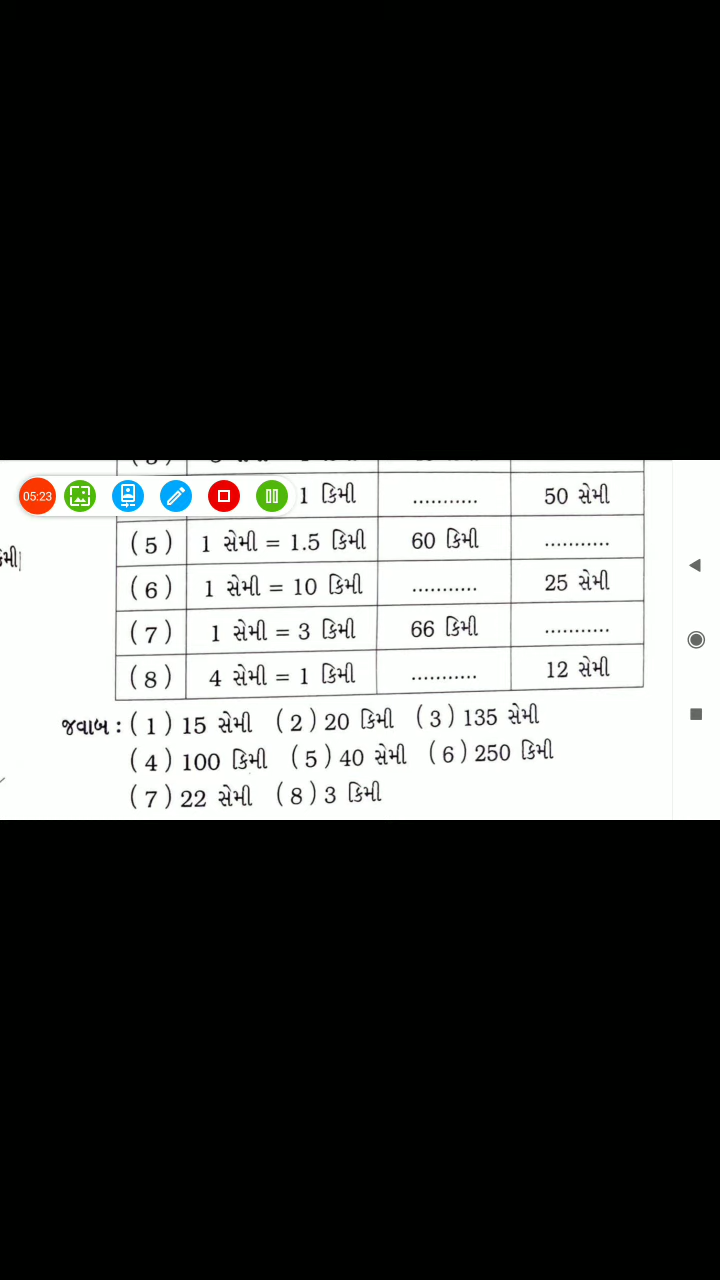 05:23
1 કિમી ........... 50 સેમી
(5) 1 સેમી = 1.5 કિમી 60 કિમી ...........
કિમી
(6) 1 સેમી = 10 કિમી ........... 25 સેમી
(7) 1 સેમી = 3 કિમી 66 કિમી ...........
(8) 4 સેમી = 1 કિમી ........... 12 સેમી
જવાબ : (1) 15 સેમી (2) 20 કિમી (3) 135 સેમી
(4) 100 કિમી (5) 40 સેમી (6) 250 કિમી
(7) 22 સેમી (8) 3 કિમી